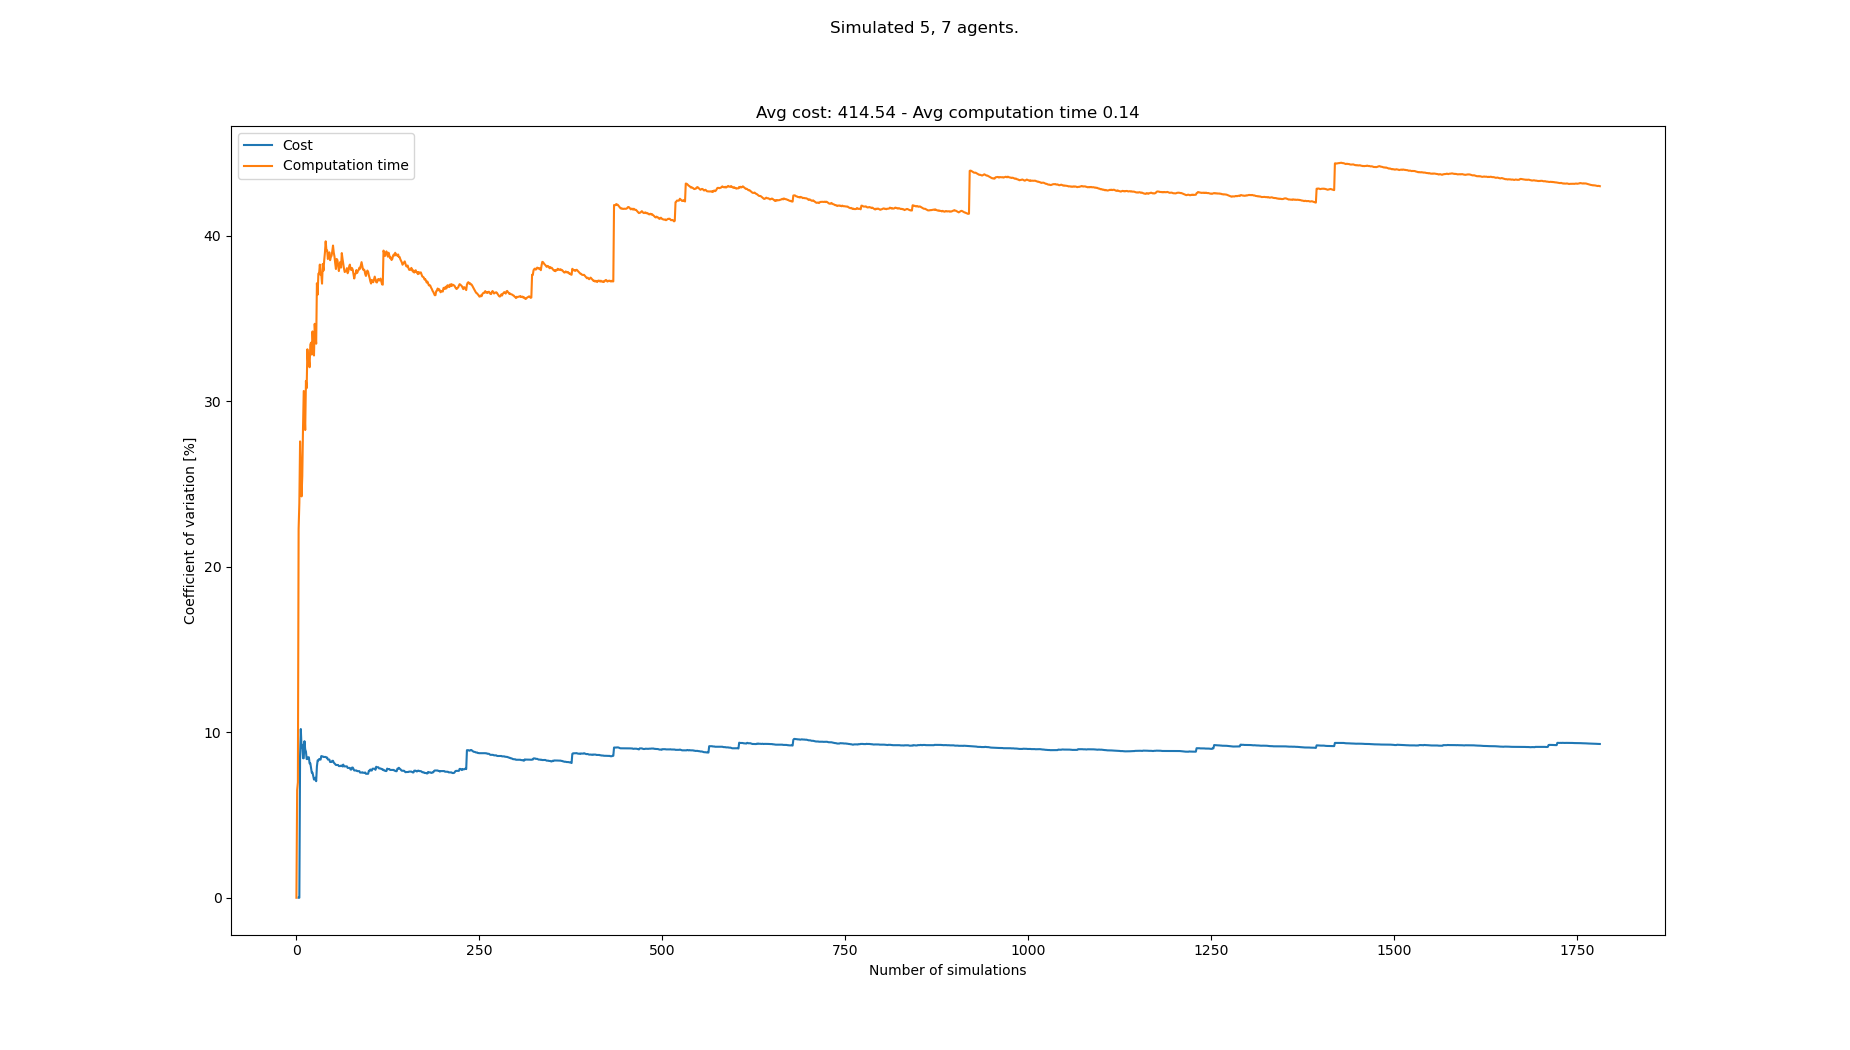 Simulated 5, 7 agents.
Avg cost: 414.54 - Avg computation time 0.14
Cost
Computation time
Coefficient of variation [%]
40
30
20
10
0
0 250 500 750 1000 1250 1500 1750
Number of simulations